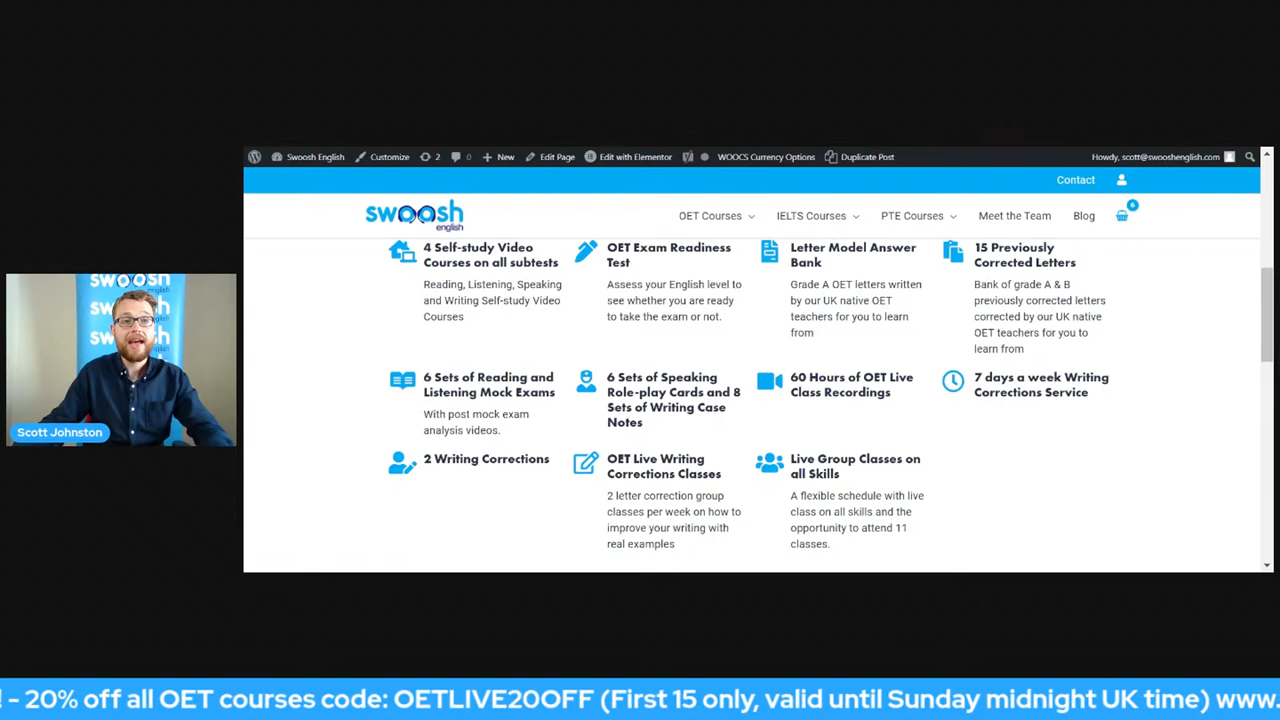 Swoosh English
Customize
2
0
New
Edit Page
Edit with Elementor
WOOCS Currency Options
Duplicate Post
Howdy, scott@swooshenglish.com
Contact
swoosh
english
OET Courses
IELTS Courses
PTE Courses
Meet the Team
Blog
6
4 Self-study Video
Courses on all subtests
Reading, Listening, Speaking
and Writing Self-study Video
Courses
OET Exam Readiness
Test
Assess your English level to
see whether you are ready
to take the exam or not.
Letter Model Answer
Bank
Grade A OET letters written
by our UK native OET
teachers for you to learn
from
15 Previously
Corrected Letters
Bank of grade A & B
previously corrected letters
corrected by our UK native
OET teachers for you to
learn from
6 Sets of Reading and
Listening Mock Exams
With post mock exam
analysis videos.
6 Sets of Speaking
Role-play Cards and 8
Sets of Writing Case
Notes
60 Hours of OET Live
Class Recordings
7 days a week Writing
Corrections Service
2 Writing Corrections
OET Live Writing
Corrections Classes
2 letter correction group
classes per week on how to
improve your writing with
real examples
Live Group Classes on
all Skills
A flexible schedule with live
class on all skills and the
opportunity to attend 11
classes.
swoosh
Scott Johnston
! - 20% off all OET courses code: OETLIVE20OFF (First 15 only, valid until Sunday midnight UK time) www.